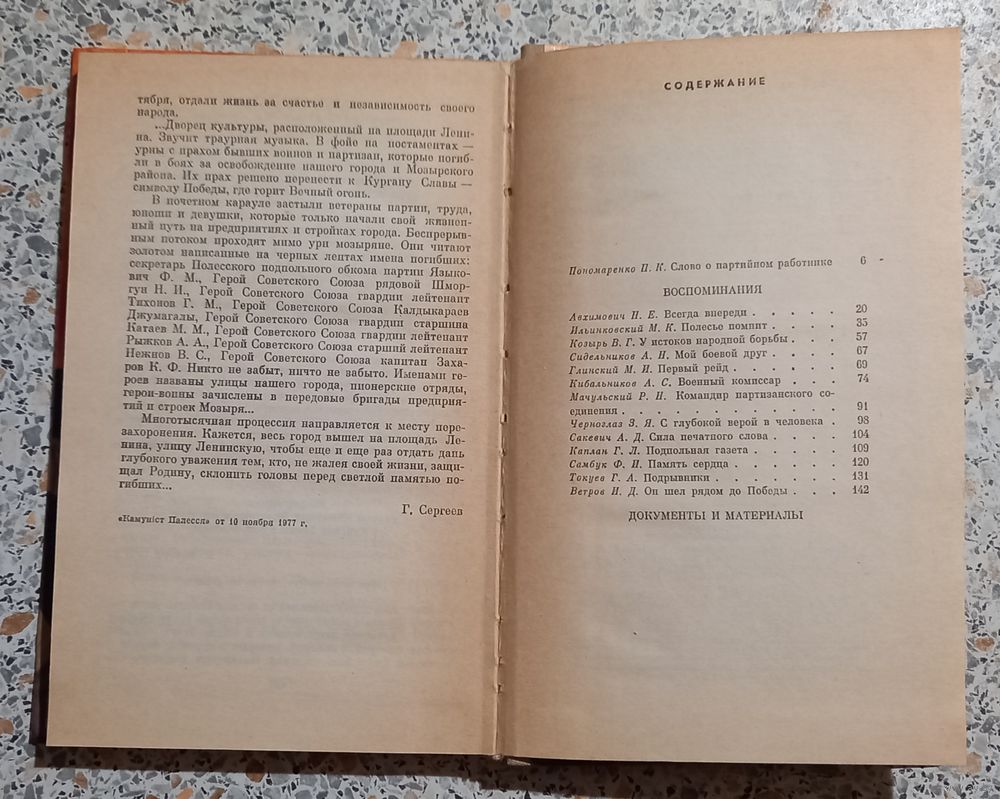 тября, отдали жизнь за счастье и независимость своего
народа.
...Дворец культуры, расположенный на площади Лени-
на. Звучит траурная музыка. В фойе на постаментах —
урны с прахом бывших воинов и партизан, которые погиб-
ли в боях за освобождение нашего города и Мозырского
района. Их прах решено перенести к Кургану Славы —
символу Победы, где горит Вечный огонь.
В почетном карауле застыли ветераны партии, труда,
юноши и девушки, которые только начали свой жизнен-
ный путь на предприятиях и стройках города. Беспрерыв-
ным потоком проходят мимо урн мозыряне. Они читают
золотом написанные на черных лентах имена погибших:
секретарь Полесского подпольного обкома партии Языко-
вич Ф. М., Герой Советского Союза рядовой Шмор-
гун Н. И., Герой Советского Союза гвардии лейтенант
Тихонов Г. М., Герой Советского Союза Калдыкараев
Джумагалы, Герой Советского Союза гвардии старшина
Катаев М. М., Герой Советского Союза гвардии лейтенант
Рыжков А. А., Герой Советского Союза старший лейтенант
Нежнов В. С., Герой Советского Союза капитан Заха-
ров К. Ф. Никто не забыт, ничто не забыто. Именами ге-
роев названы улицы нашего города, пионерские отряды,
герои-воины зачислены в передовые бригады предприя-
тий и строек Мозыря...
Многотысячная процессия направляется к месту пере-
захоронения. Кажется, весь город вышел на площадь Ле-
нина, улицу Ленинскую, чтобы еще и еще раз отдать дань
глубокого уважения тем, кто, не жалея своей жизни, защи-
щал Родину, склонить головы перед светлой памятью по-
гибших...
Г. Сергеев
«Камуніст Палесся» от 10 ноября 1977 г.
СОДЕРЖАНИЕ
Пономаренко П. К. Слово о партийном работнике 6
ВОСПОМИНАНИЯ
Авхимович Н. Е. Всегда впереди . . . . . 20
Ильинковский М. К. Полесье помнит . . . . 35
Козырь В. Г. У истоков народной борьбы . . . 57
Сидельников А. Н. Мой боевой друг . . . . 67
Глинский М. И. Первый рейд . . . . . . 69
Кибальников А. С. Военный комиссар . . . 74
Мачульский Р. Н. Командир партизанского со-
единения . . . . . . . . . . . . 91
Черноглаз З. Я. С глубокой верой в человека . 98
Сакевич А. Д. Сила печатного слова . . . . 104
Каплан Г. Л. Подпольная газета . . . . . 109
Самбук Ф. И. Память сердца . . . . . . 120
Токуев Г. А. Подрывники . . . . . . . 131
Ветров И. Д. Он шел рядом до Победы . . . 142
ДОКУМЕНТЫ И МАТЕРИАЛЫ